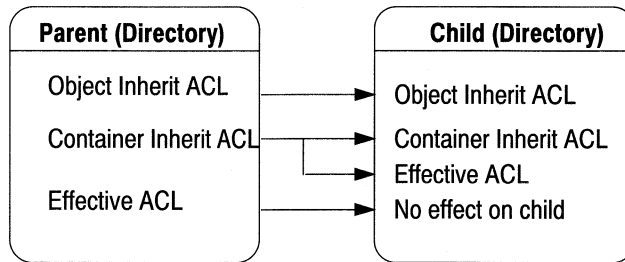 Parent (Directory)
Object Inherit ACL
Container Inherit ACL
Effective ACL
Child (Directory)
Object Inherit ACL
Container Inherit ACL
Effective ACL
No effect on child